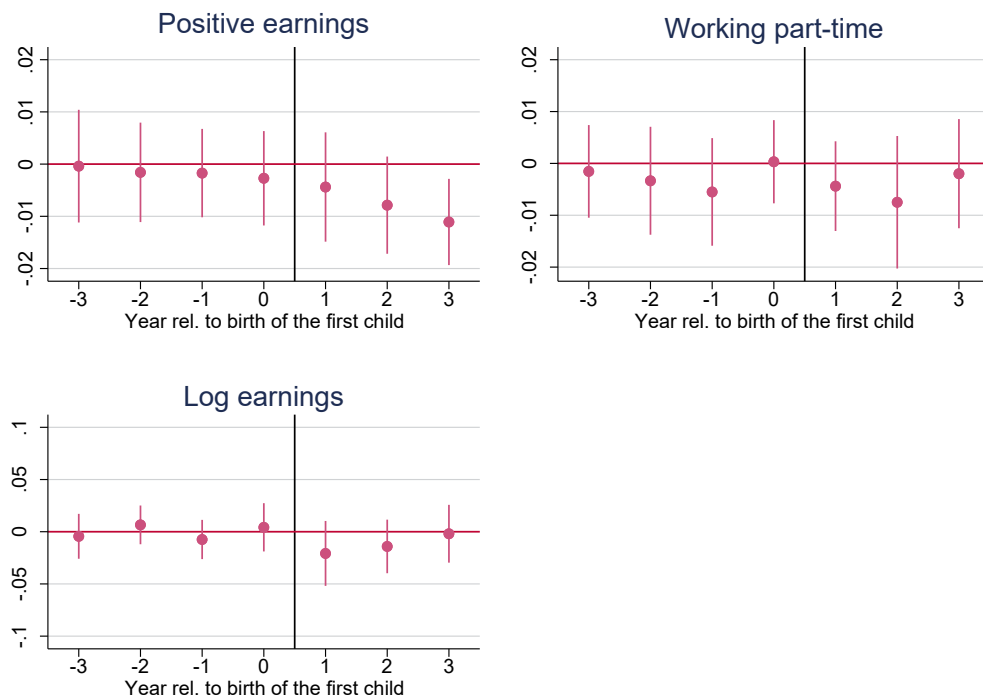 Positive earnings
.02
.01
0
-.01
-.02
-3 -2 -1 0 1 2 3
Year rel. to birth of the first child
Working part-time
.02
.01
0
-.01
-.02
-3 -2 -1 0 1 2 3
Year rel. to birth of the first child
Log earnings
.1
.05
0
-.05
-.1
-3 -2 -1 0 1 2 3
Year rel. to birth of the first child